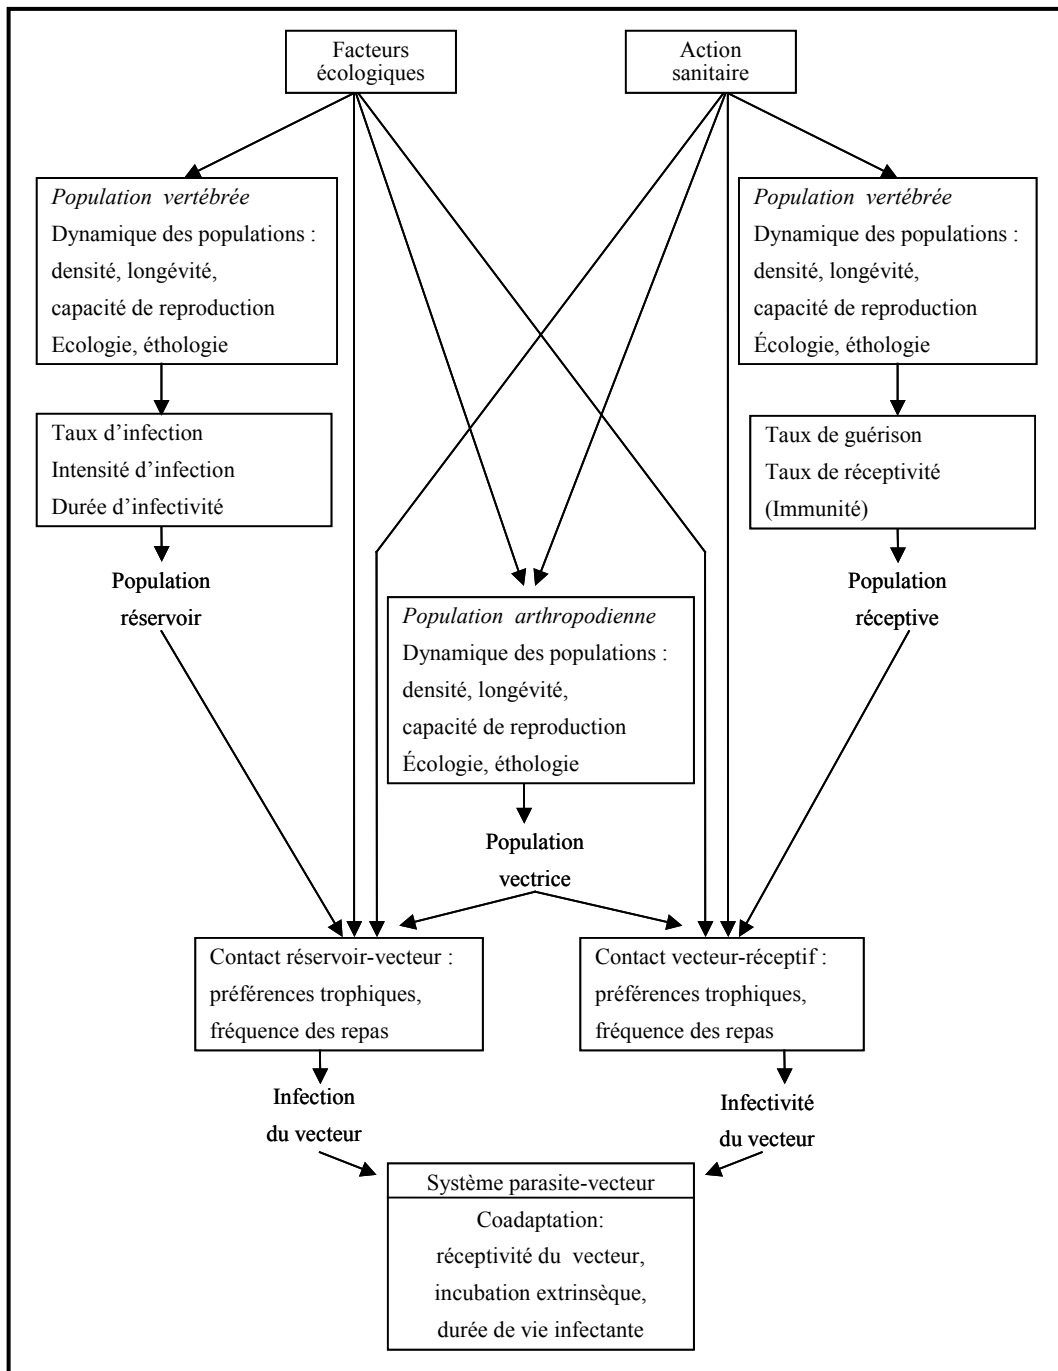 Facteurs
écologiques
Action
sanitaire
Population vertébrée
Dynamique des populations :
densité, longévité,
capacité de reproduction
Ecologie, éthologie
Population vertébrée
Dynamique des populations :
densité, longévité,
capacité de reproduction
Écologie, éthologie
Taux d’infection
Intensité d’infection
Durée d’infectivité
Taux de guérison
Taux de réceptivité
(Immunité)
Population
réservoir
Population
réceptive
Population arthropodienne
Dynamique des populations :
densité, longévité,
capacité de reproduction
Écologie, éthologie
Population
vectrice
Contact réservoir-vecteur :
préférences trophiques,
fréquence des repas
Contact vecteur-réceptif :
préférences trophiques,
fréquence des repas
Infection
du vecteur
Infectivité
du vecteur
Système parasite-vecteur
Coadaptation:
réceptivité du vecteur,
incubation extrinsèque,
durée de vie infectante